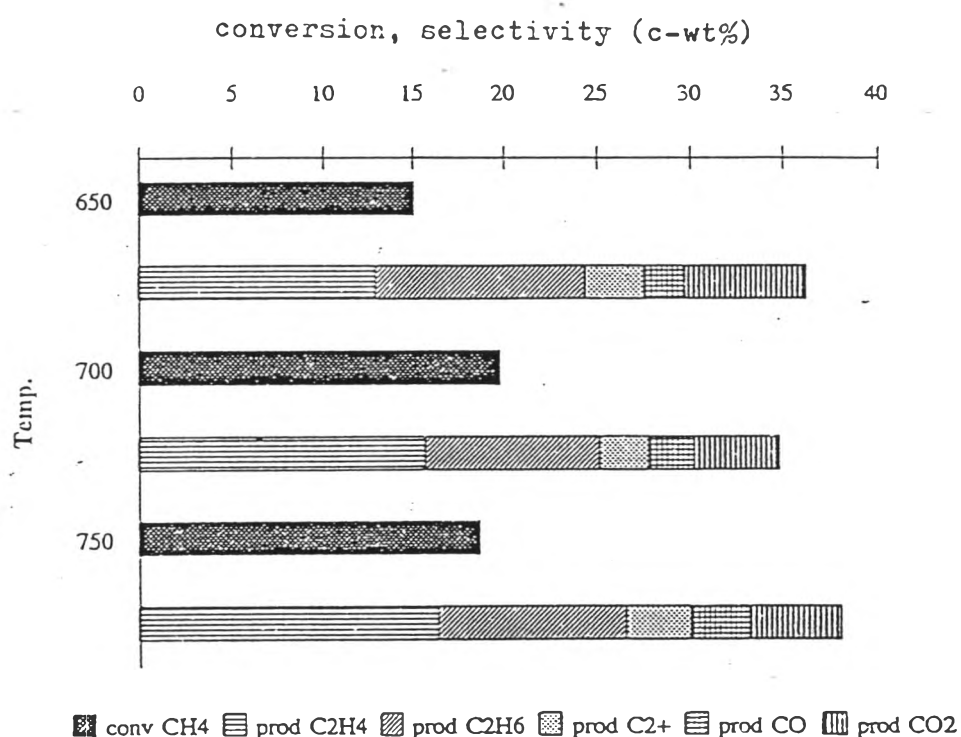 conversion, selectivity (c-wt%)
0 5 10 15 20 25 30 35 40
650
700
Temp.
750
conv CH4 prod C2H4 prod C2H6 prod C2+ prod CO prod CO2